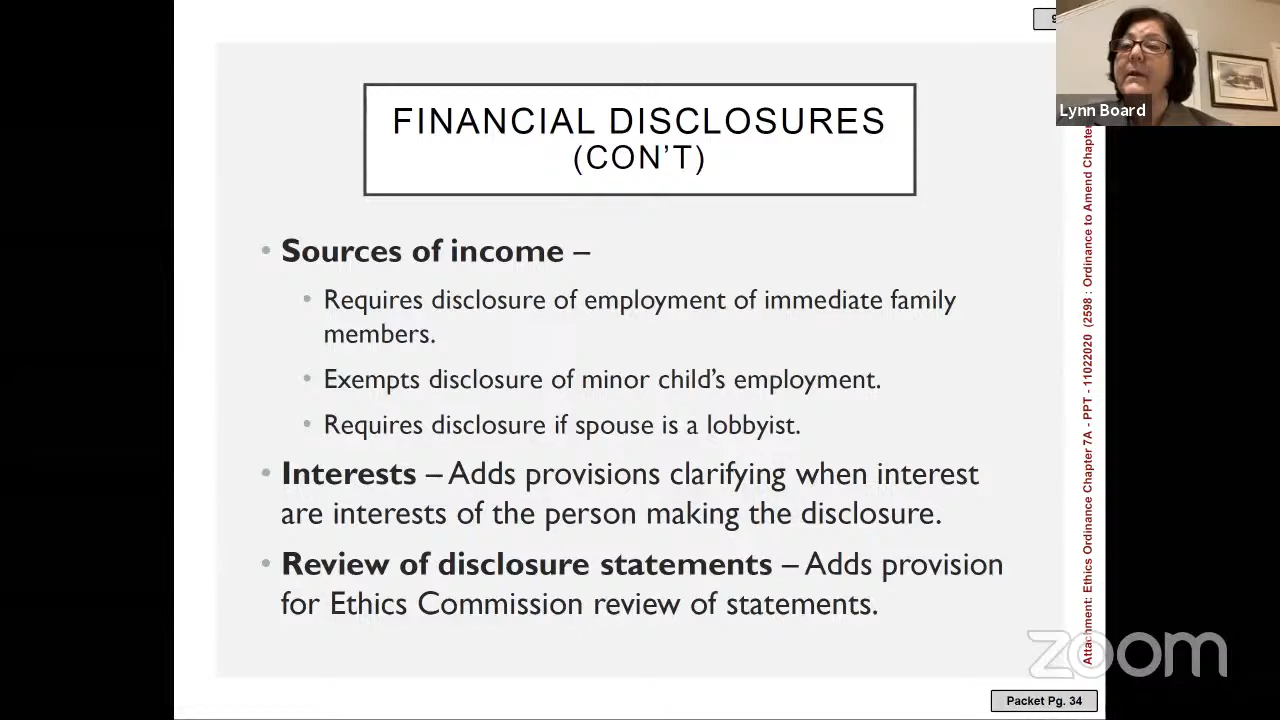 9
Lynn Board
FINANCIAL DISCLOSURES
(CON’T)
• Sources of income –
• Requires disclosure of employment of immediate family
members.
• Exempts disclosure of minor child’s employment.
• Requires disclosure if spouse is a lobbyist.
• Interests – Adds provisions clarifying when interest
are interests of the person making the disclosure.
• Review of disclosure statements – Adds provision
for Ethics Commission review of statements.
Attachment: Ethics Ordinance Chapter 7A - PPT - 11022020 (2598 : Ordinance to Amend Chapter
zoom
Packet Pg. 34